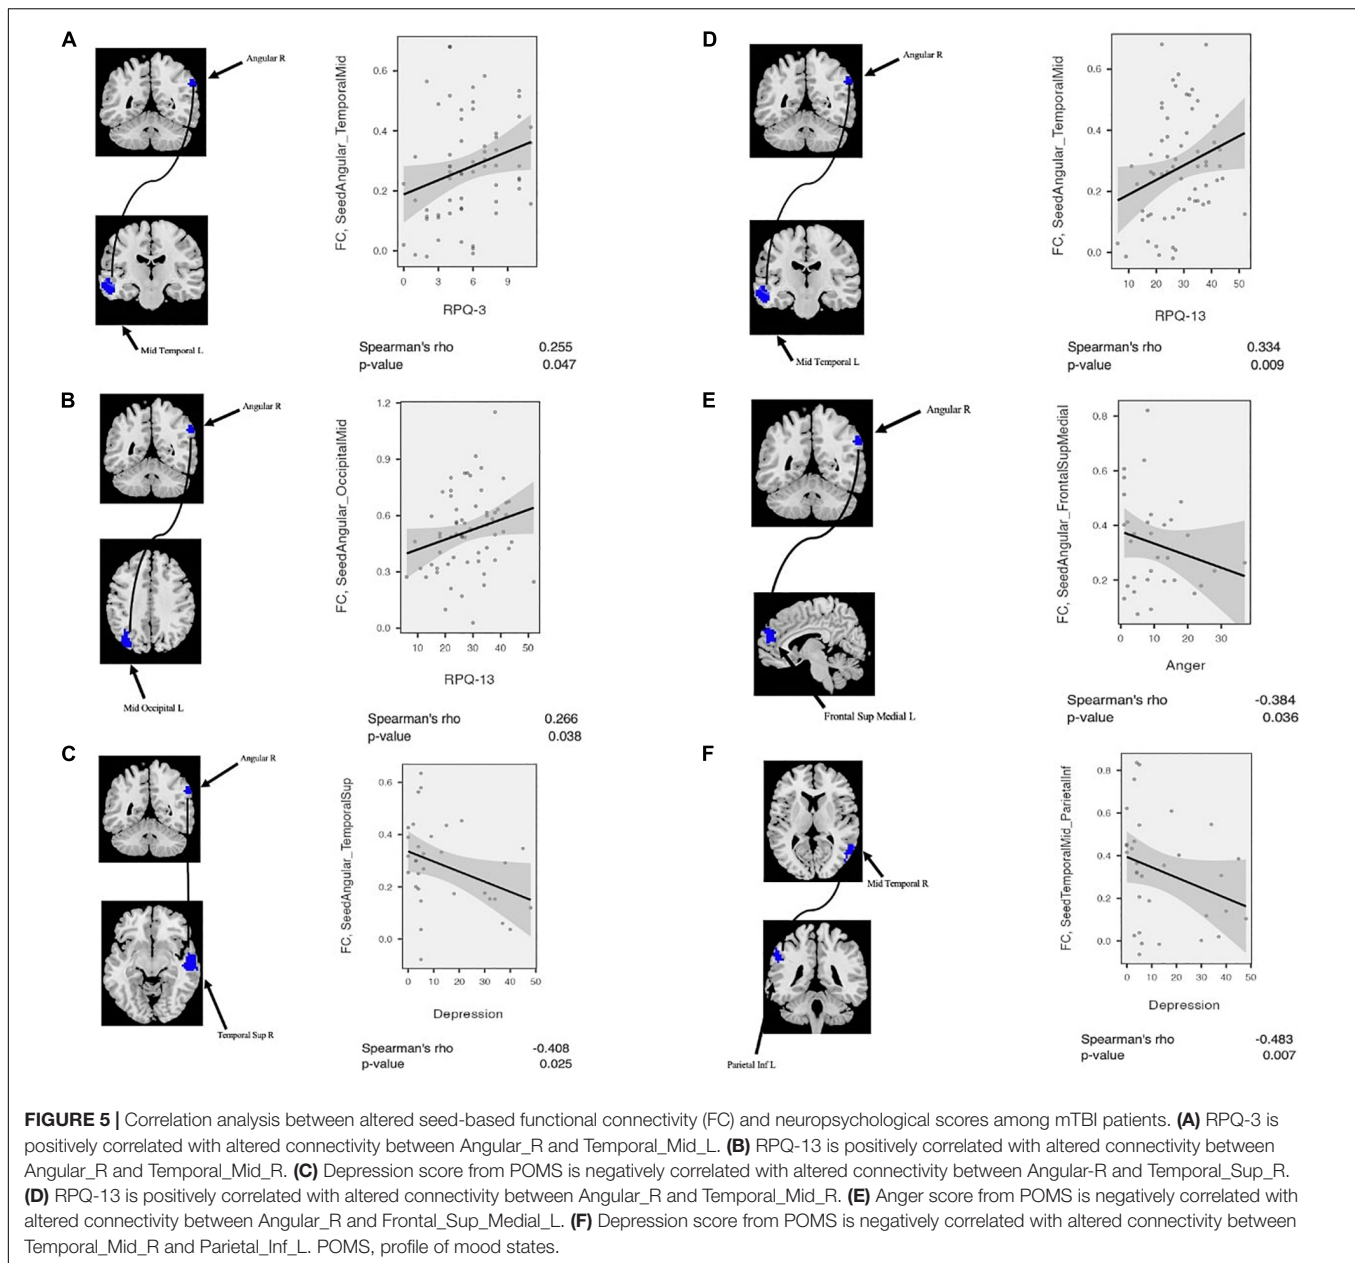 A
Angular R
Mid Temporal L
FC, SeedAngular_TemporalMid
0.6
0.4
0.2
0.0
0 3 6 9
RPQ-3
Spearman's rho 0.255
p-value 0.047
D
Angular R
Mid Temporal L
FC, SeedAngular_TemporalMid
0.6
0.4
0.2
0.0
10 20 30 40 50
RPQ-13
Spearman's rho 0.334
p-value 0.009
B
Angular R
Mid Occipital L
FC, SeedAngular_OccipitalMid
1.2
0.9
0.6
0.3
0.0
10 20 30 40 50
RPQ-13
Spearman's rho 0.266
p-value 0.038
E
Angular R
Frontal Sup Medial L
FC, SeedAngular_FrontalSupMedial
0.8
0.6
0.4
0.2
0 10 20 30
Anger
Spearman's rho -0.384
p-value 0.036
C
Angular R
Temporal Sup R
FC, SeedAngular_TemporalSup
0.6
0.4
0.2
0.0
0 10 20 30 40 50
Depression
Spearman's rho -0.408
p-value 0.025
F
Mid Temporal R
Parietal Inf L
FC, SeedTemporalMid_ParietalInf
0.8
0.6
0.4
0.2
0.0
0 10 20 30 40 50
Depression
Spearman's rho -0.483
p-value 0.007
FIGURE 5 | Correlation analysis between altered seed-based functional connectivity (FC) and neuropsychological scores among mTBI patients. (A) RPQ-3 is
positively correlated with altered connectivity between Angular_R and Temporal_Mid_L. (B) RPQ-13 is positively correlated with altered connectivity between
Angular_R and Temporal_Mid_R. (C) Depression score from POMS is negatively correlated with altered connectivity between Angular-R and Temporal_Sup_R.
(D) RPQ-13 is positively correlated with altered connectivity between Angular_R and Temporal_Mid_R. (E) Anger score from POMS is negatively correlated with
altered connectivity between Angular_R and Frontal_Sup_Medial_L. (F) Depression score from POMS is negatively correlated with altered connectivity between
Temporal_Mid_R and Parietal_Inf_L. POMS, profile of mood states.